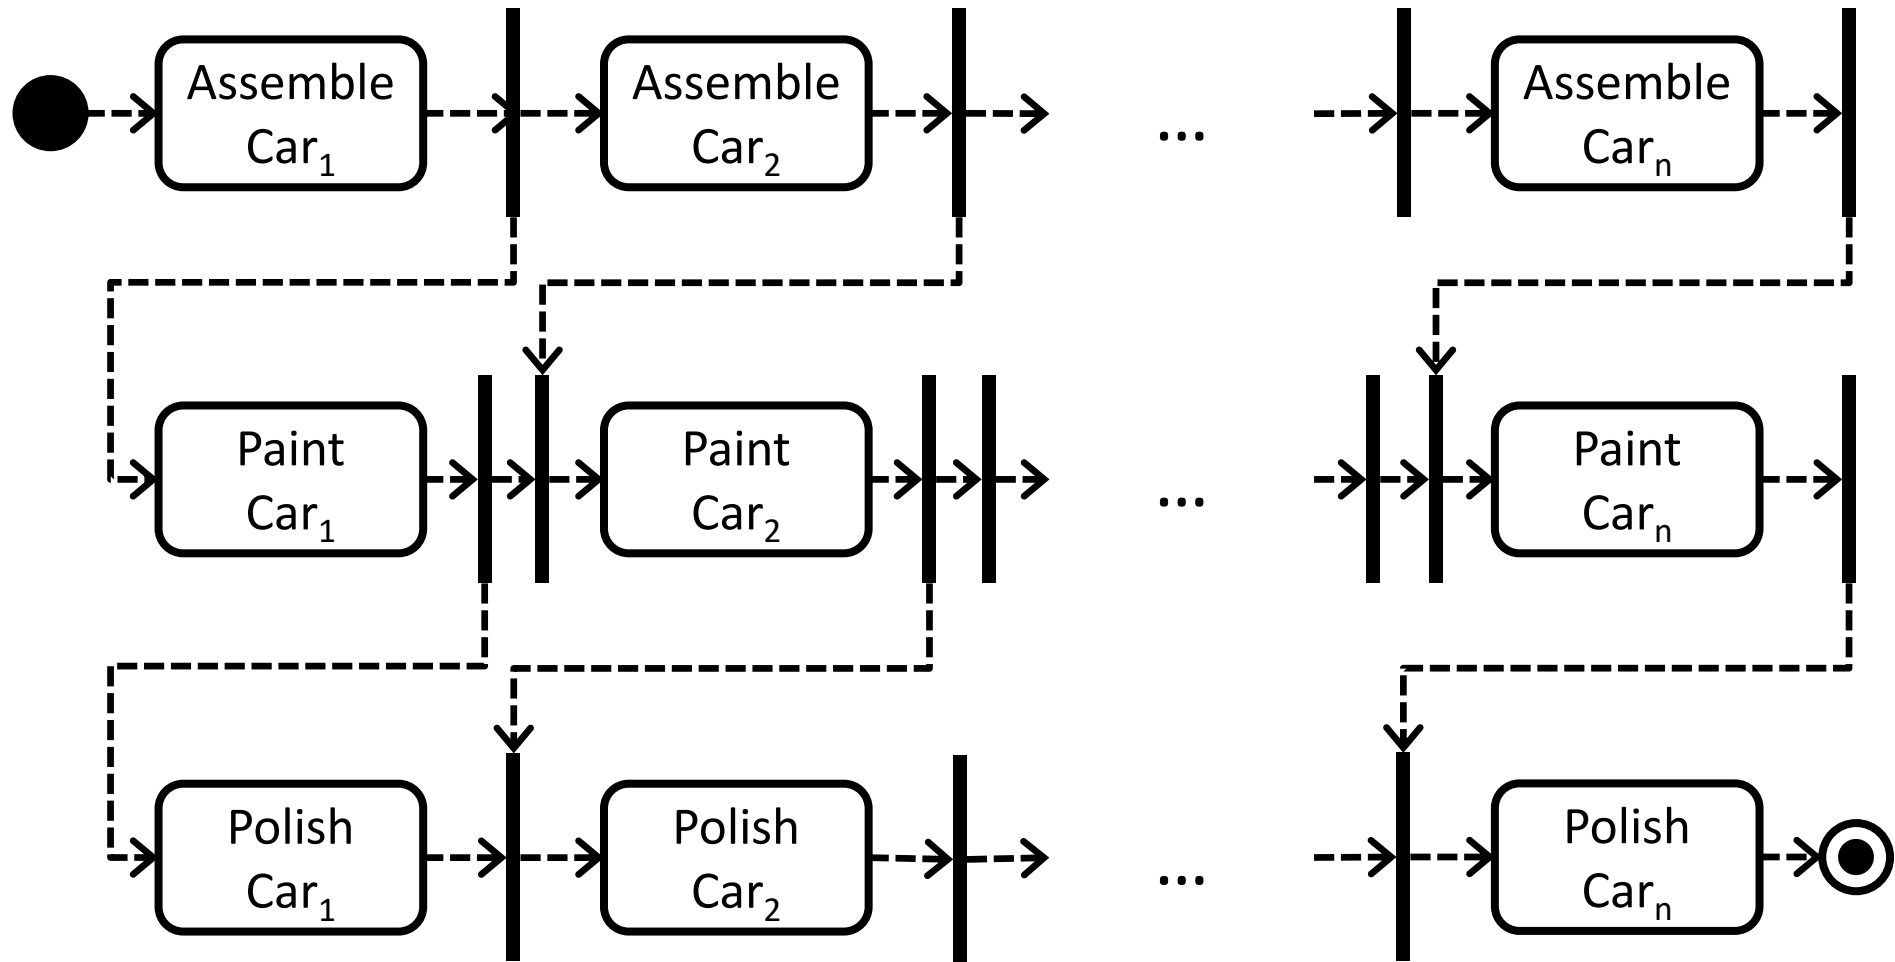 Assemble
Car₁
Assemble
Car₂
...
Assemble
Carₙ
Paint
Car₁
Paint
Car₂
...
Paint
Carₙ
Polish
Car₁
Polish
Car₂
...
Polish
Carₙ